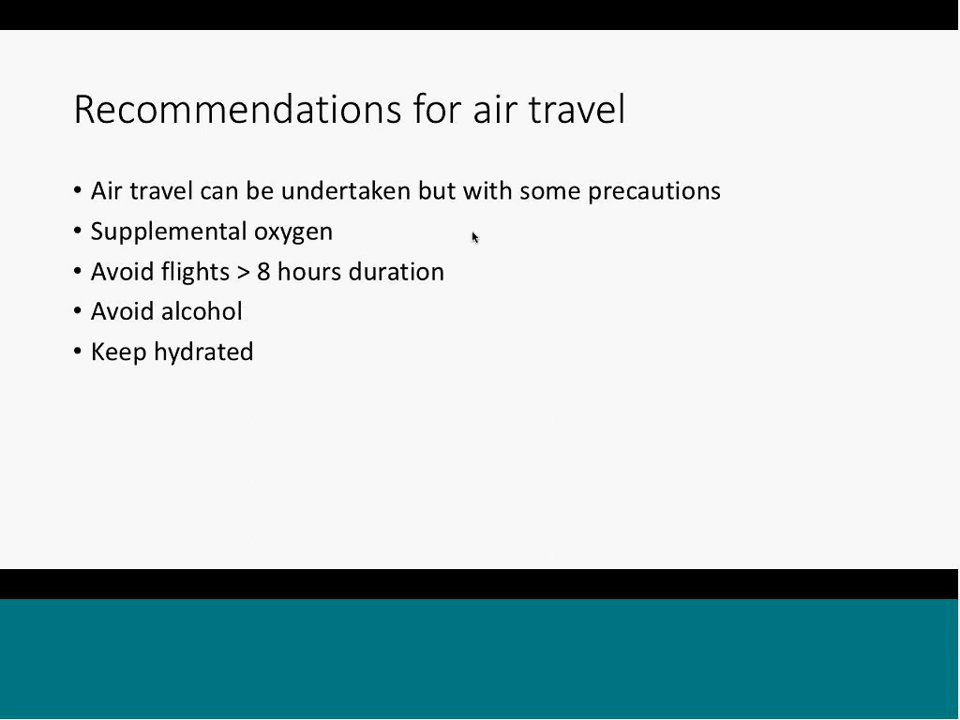 Recommendations for air travel
• Air travel can be undertaken but with some precautions
• Supplemental oxygen
• Avoid flights > 8 hours duration
• Avoid alcohol
• Keep hydrated